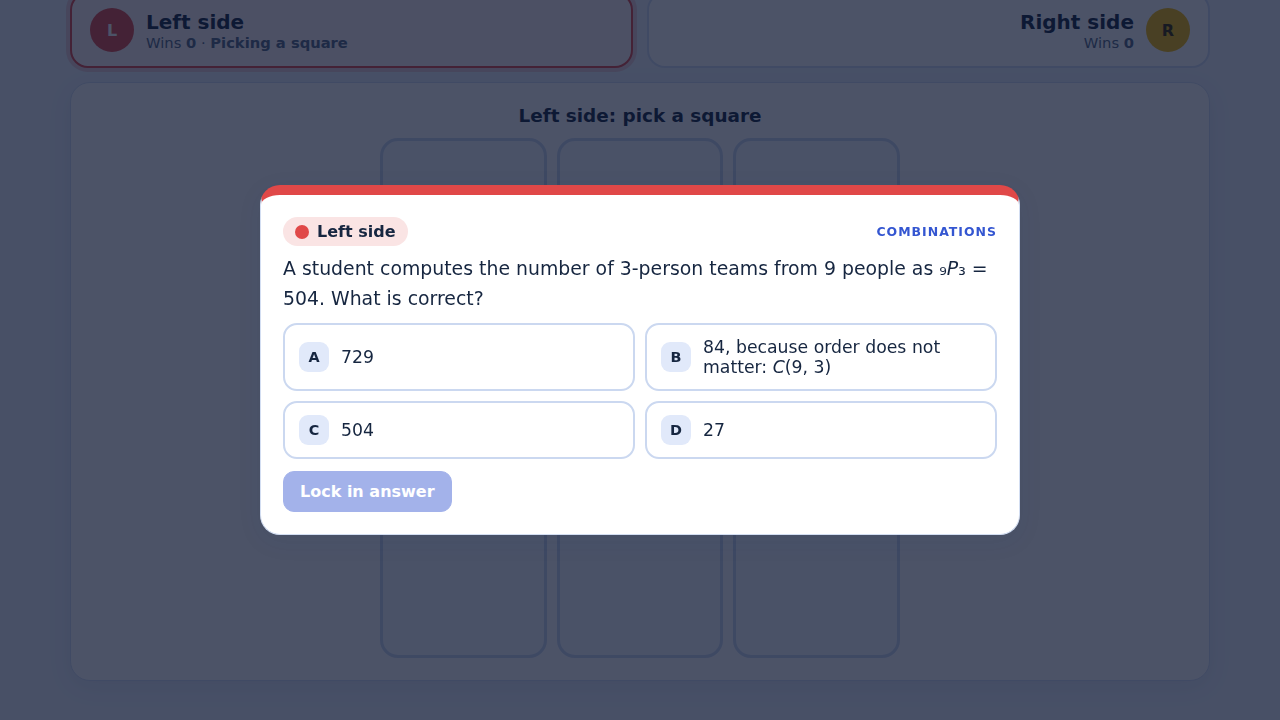 L
Left side
Wins 0 · Picking a square
Right side
Wins 0
R
Left side: pick a square
Left side
COMBINATIONS
A student computes the number of 3-person teams from 9 people as ₉P₃ =
504. What is correct?
A 729
B 84, because order does not
matter: C(9, 3)
C 504
D 27
Lock in answer